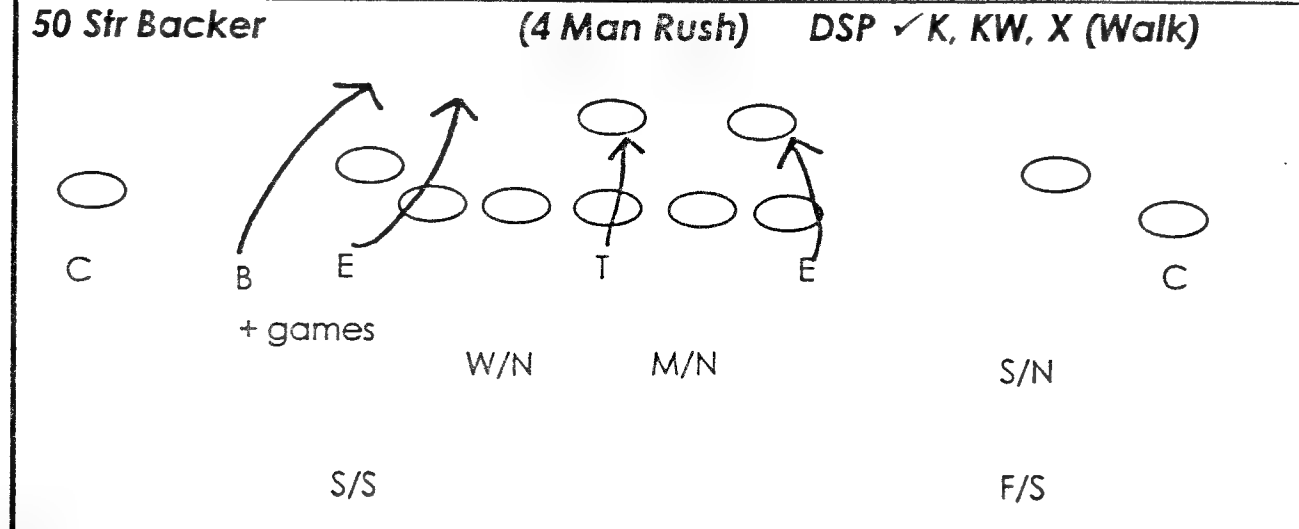 50 Str Backer (4 Man Rush) DSP ✓ K, KW, X (Walk)
C B E T E C
+ games
W/N M/N S/N
S/S F/S